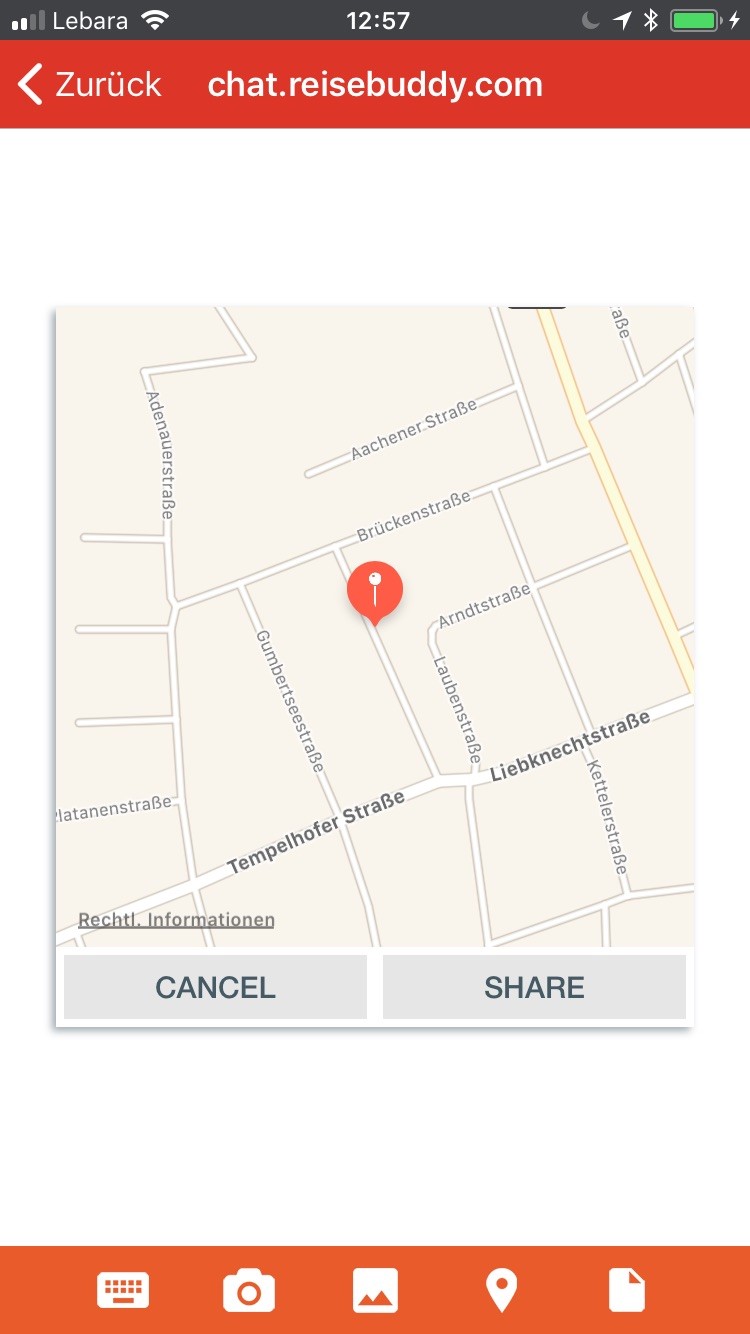 Lebara 12:57
Zurück chat.reisebuddy.com
Adenauerstraße
Aachener Straße
Brückenstraße
Arndtstraße
Gumbertseestraße
Laubenstraße
Liebknechtstraße
Kettelerstraße
Platanenstraße
Tempelhofer Straße
Rechtl. Informationen
CANCEL SHARE